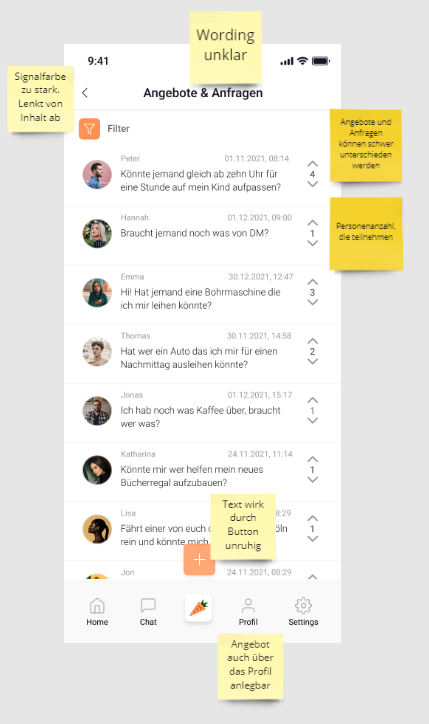 Wording
unklar
9:41
Signalfarbe
zu stark.
Lenkt von
Inhalt ab
Angebote & Anfragen
Filter
Angebote und
Anfragen
können schwer
unterschieden
werden
Peter 01.11.2021, 08:14
Könnte jemand gleich ab zehn Uhr für
eine Stunde auf mein Kind aufpassen?
4
Personenanzahl,
die teilnehmen
Hannah 01.12.2021, 09:00
Braucht jemand noch was von DM?
1
Emma 30.12.2021, 12:47
Hi! Hat jemand eine Bohrmaschine die
ich mir leihen könnte?
3
Thomas 30.11.2021, 14:58
Hat wer ein Auto das ich mir für einen
Nachmittag ausleihen könnte?
2
Jonas 01.12.2021, 15:17
Ich hab noch was Kaffee über, braucht
wer was?
1
Katharina 24.11.2021, 11:14
Könnte mir wer helfen mein neues
Bücherregal aufzubauen?
1
Text wirk
durch
Button
unruhig
Lisa 08:29
Fährt einer von euch öln
rein und könnte mich
1
Jon 24.11.2021, 08:29
Home
Chat
Profil
Settings
Angebot
auch über
das Profil
anlegbar